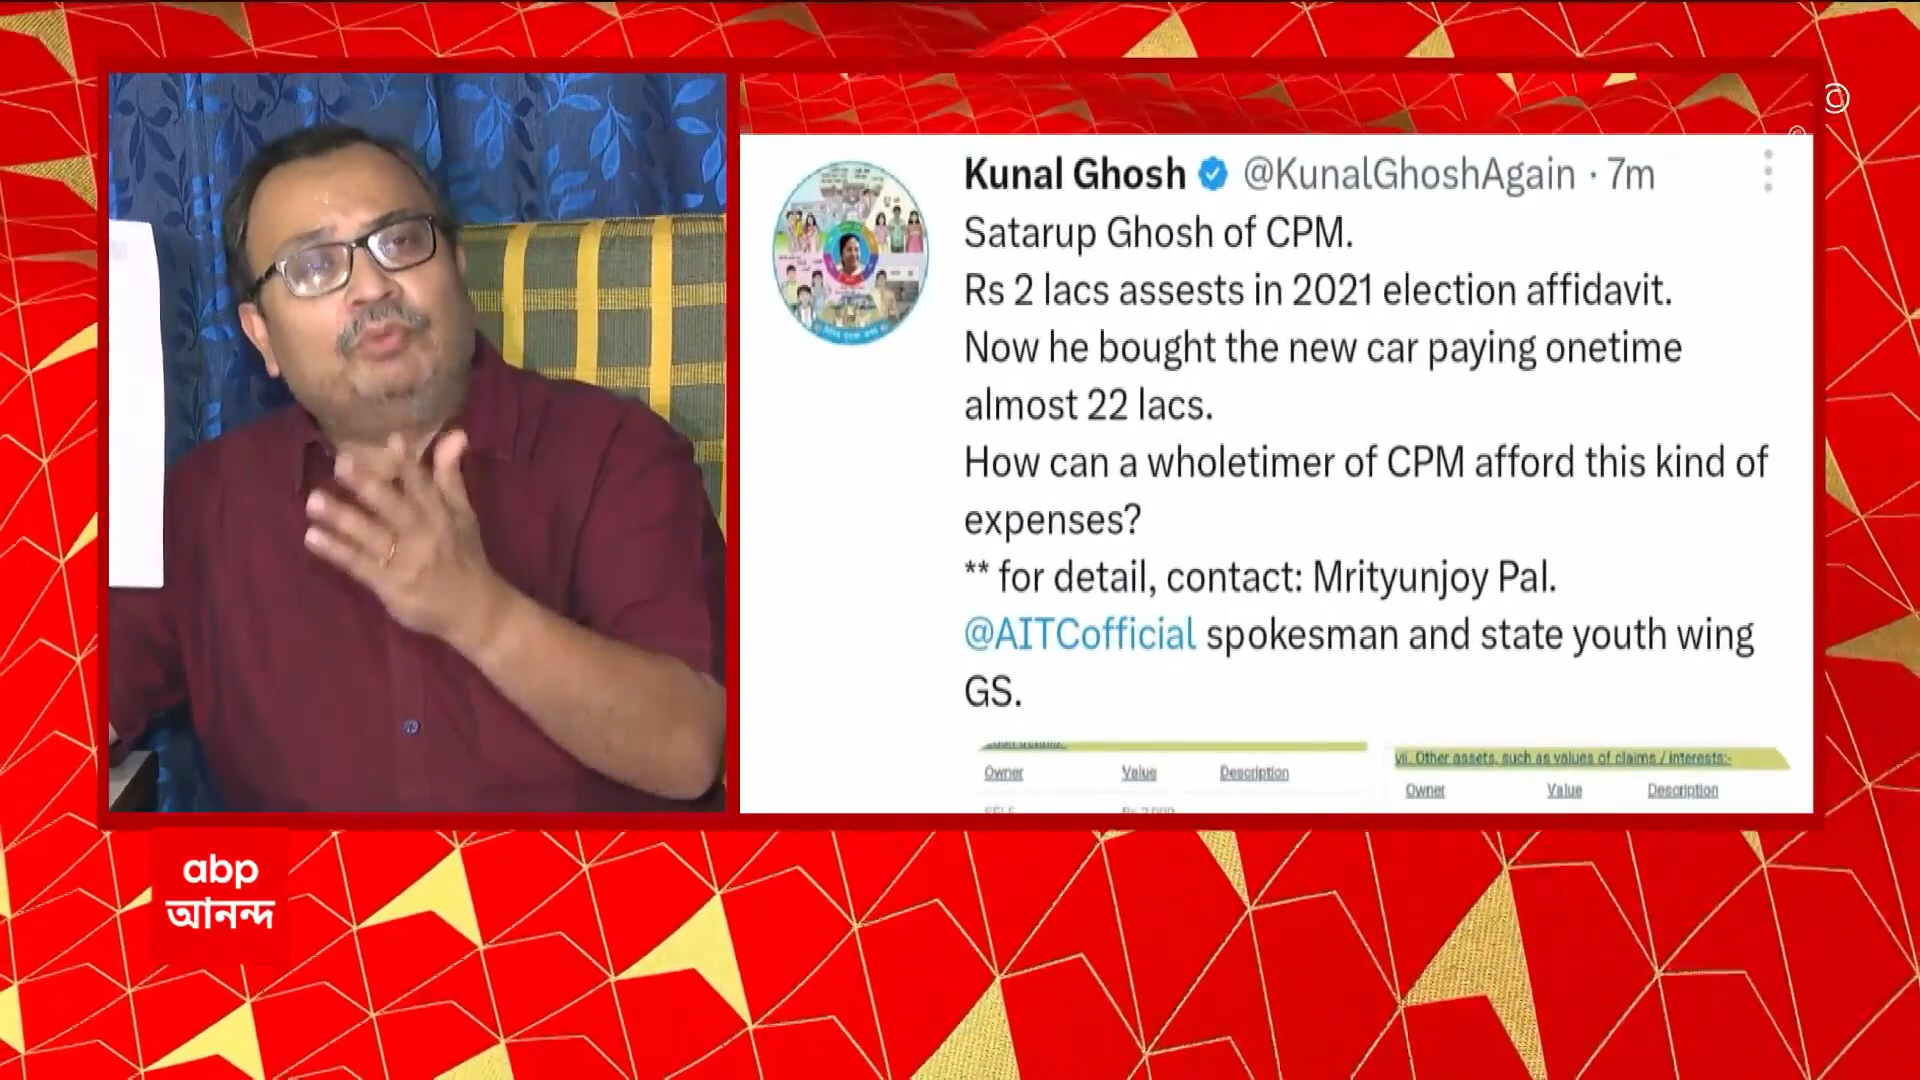 Kunal Ghosh @KunalGhoshAgain · 7m
Satarup Ghosh of CPM.
Rs 2 lacs assests in 2021 election affidavit.
Now he bought the new car paying onetime
almost 22 lacs.
How can a wholetimer of CPM afford this kind of
expenses?
** for detail, contact: Mrityunjoy Pal.
@AITCofficial spokesman and state youth wing
GS.
Owner Value Description
vii. Other assets, such as values of claims / interests:-
Owner Value Description
abp
আনন্দ